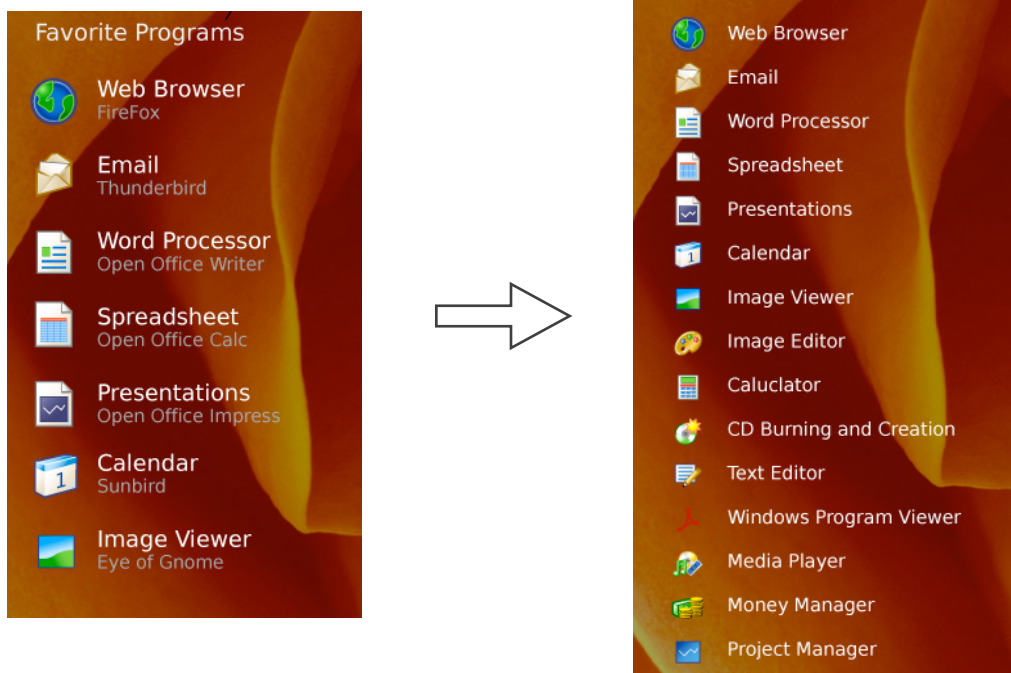 Favorite Programs
Web Browser
FireFox
Email
Thunderbird
Word Processor
Open Office Writer
Spreadsheet
Open Office Calc
Presentations
Open Office Impress
Calendar
1
Sunbird
Image Viewer
Eye of Gnome
Web Browser
Email
Word Processor
Spreadsheet
Presentations
1
Calendar
Image Viewer
Image Editor
Caluclator
CD Burning and Creation
Text Editor
Windows Program Viewer
Media Player
Money Manager
Project Manager